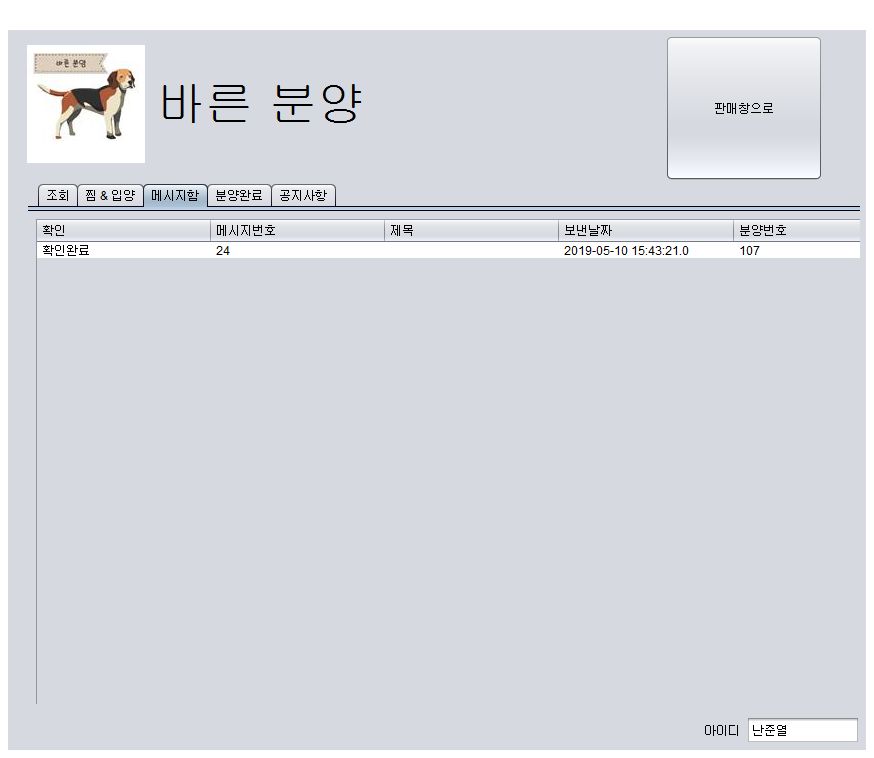 바른 분양
바른 분양
판매창으로
조회 찜 & 입양 메시지함 분양완료 공지사항
확인 메시지번호 제목 보낸날짜 분양번호
확인완료 24 2019-05-10 15:43:21.0 107
아이디 난준열